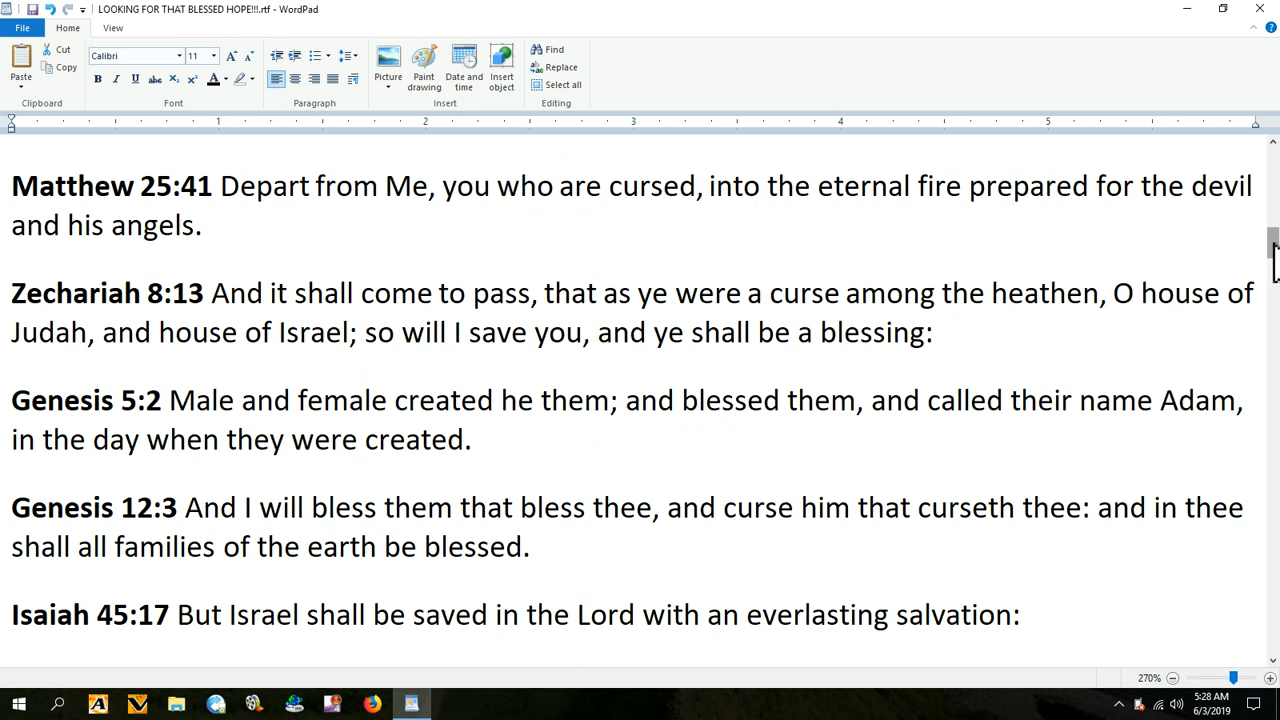 LOOKING FOR THAT BLESSED HOPE!!!.rtf - WordPad
File Home View
Paste Cut Copy Clipboard
Calibri 11
B I U abc X₂ X² A Font
Paragraph
Picture Paint drawing Date and time Insert object Insert
Find Replace Select all Editing
1 2 3 4 5
Matthew 25:41 Depart from Me, you who are cursed, into the eternal fire prepared for the devil
and his angels.
Zechariah 8:13 And it shall come to pass, that as ye were a curse among the heathen, O house of
Judah, and house of Israel; so will I save you, and ye shall be a blessing:
Genesis 5:2 Male and female created he them; and blessed them, and called their name Adam,
in the day when they were created.
Genesis 12:3 And I will bless them that bless thee, and curse him that curseth thee: and in thee
shall all families of the earth be blessed.
Isaiah 45:17 But Israel shall be saved in the Lord with an everlasting salvation:
270%
5:28 AM
6/3/2019